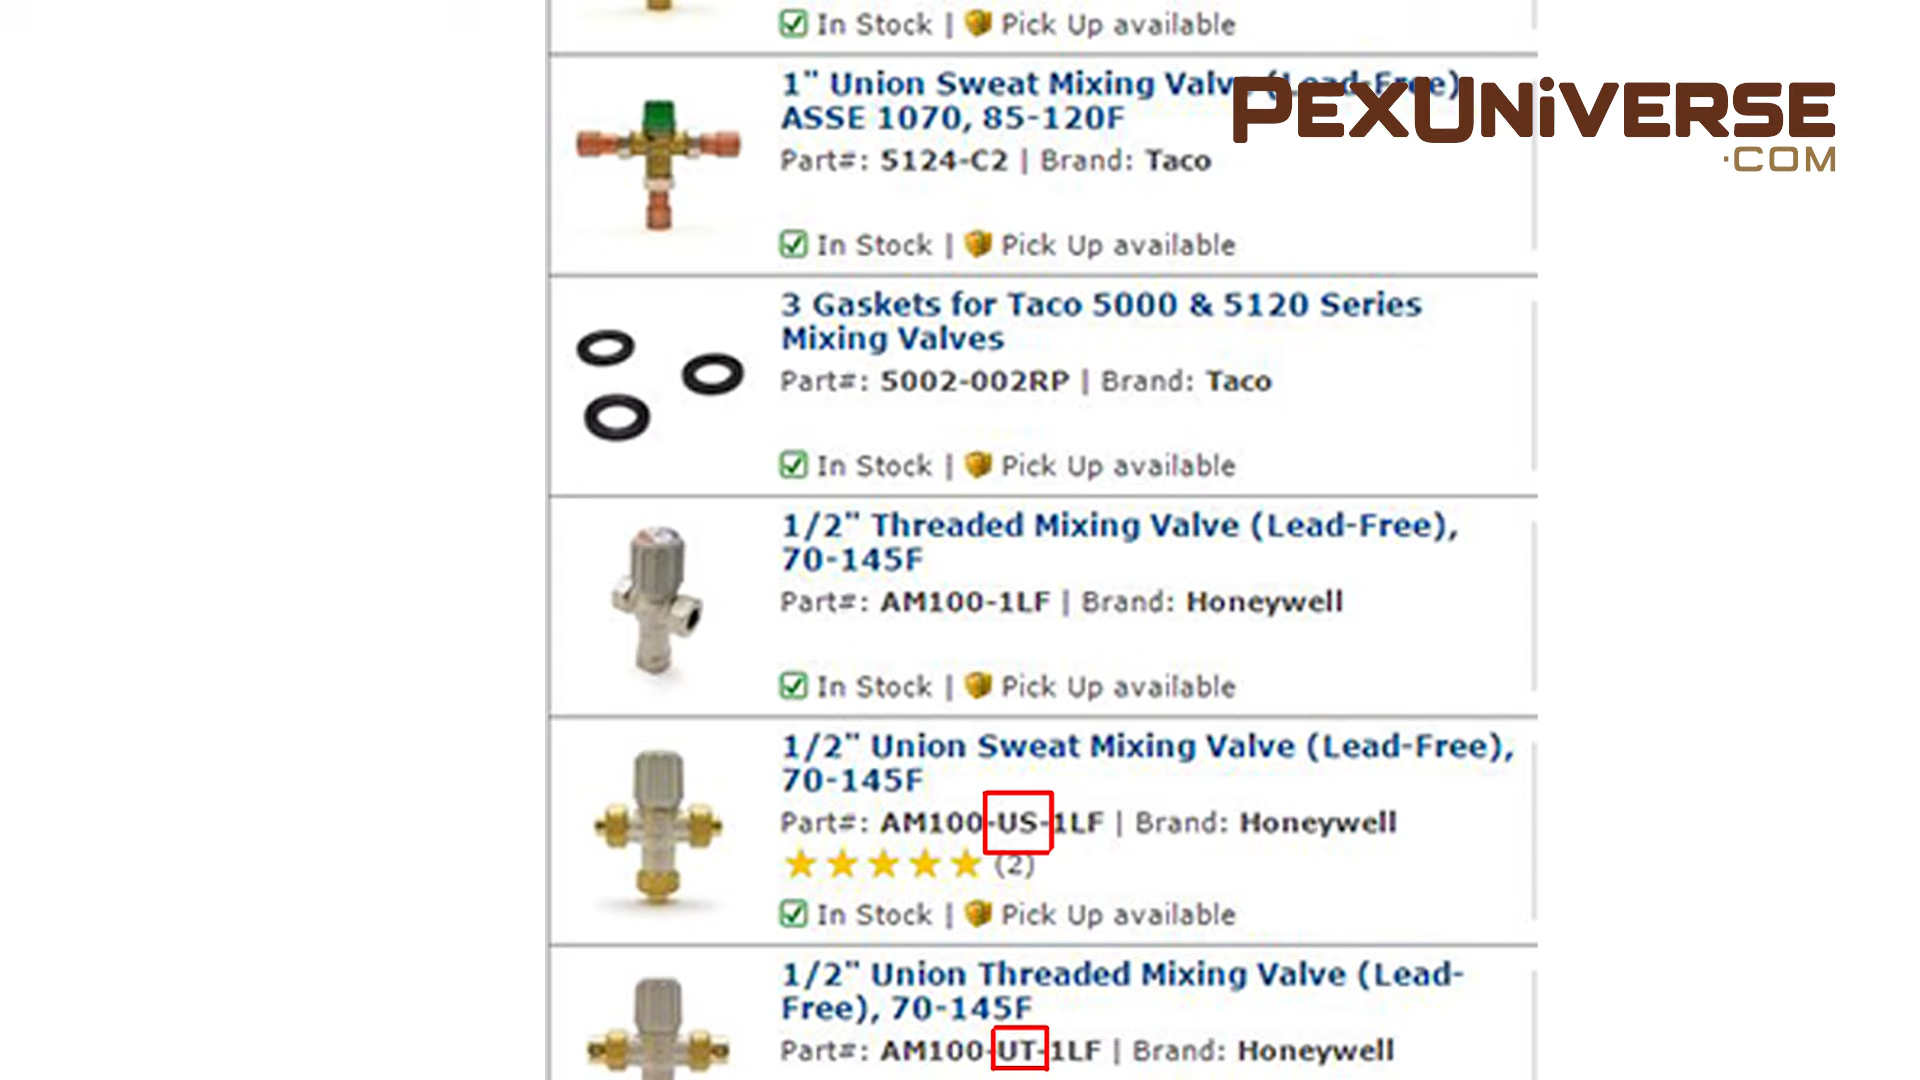 In Stock | Pick Up available
1" Union Sweat Mixing Valve (Lead-Free)
ASSE 1070, 85-120F
Part#: 5124-C2 | Brand: Taco
PEXUNiVERSE
.COM
In Stock | Pick Up available
3 Gaskets for Taco 5000 & 5120 Series
Mixing Valves
Part#: 5002-002RP | Brand: Taco
In Stock | Pick Up available
1/2" Threaded Mixing Valve (Lead-Free),
70-145F
Part#: AM100-1LF | Brand: Honeywell
In Stock | Pick Up available
1/2" Union Sweat Mixing Valve (Lead-Free),
70-145F
Part#: AM100-US-1LF | Brand: Honeywell
(2)
In Stock | Pick Up available
1/2" Union Threaded Mixing Valve (Lead-
Free), 70-145F
Part#: AM100-UT-1LF | Brand: Honeywell